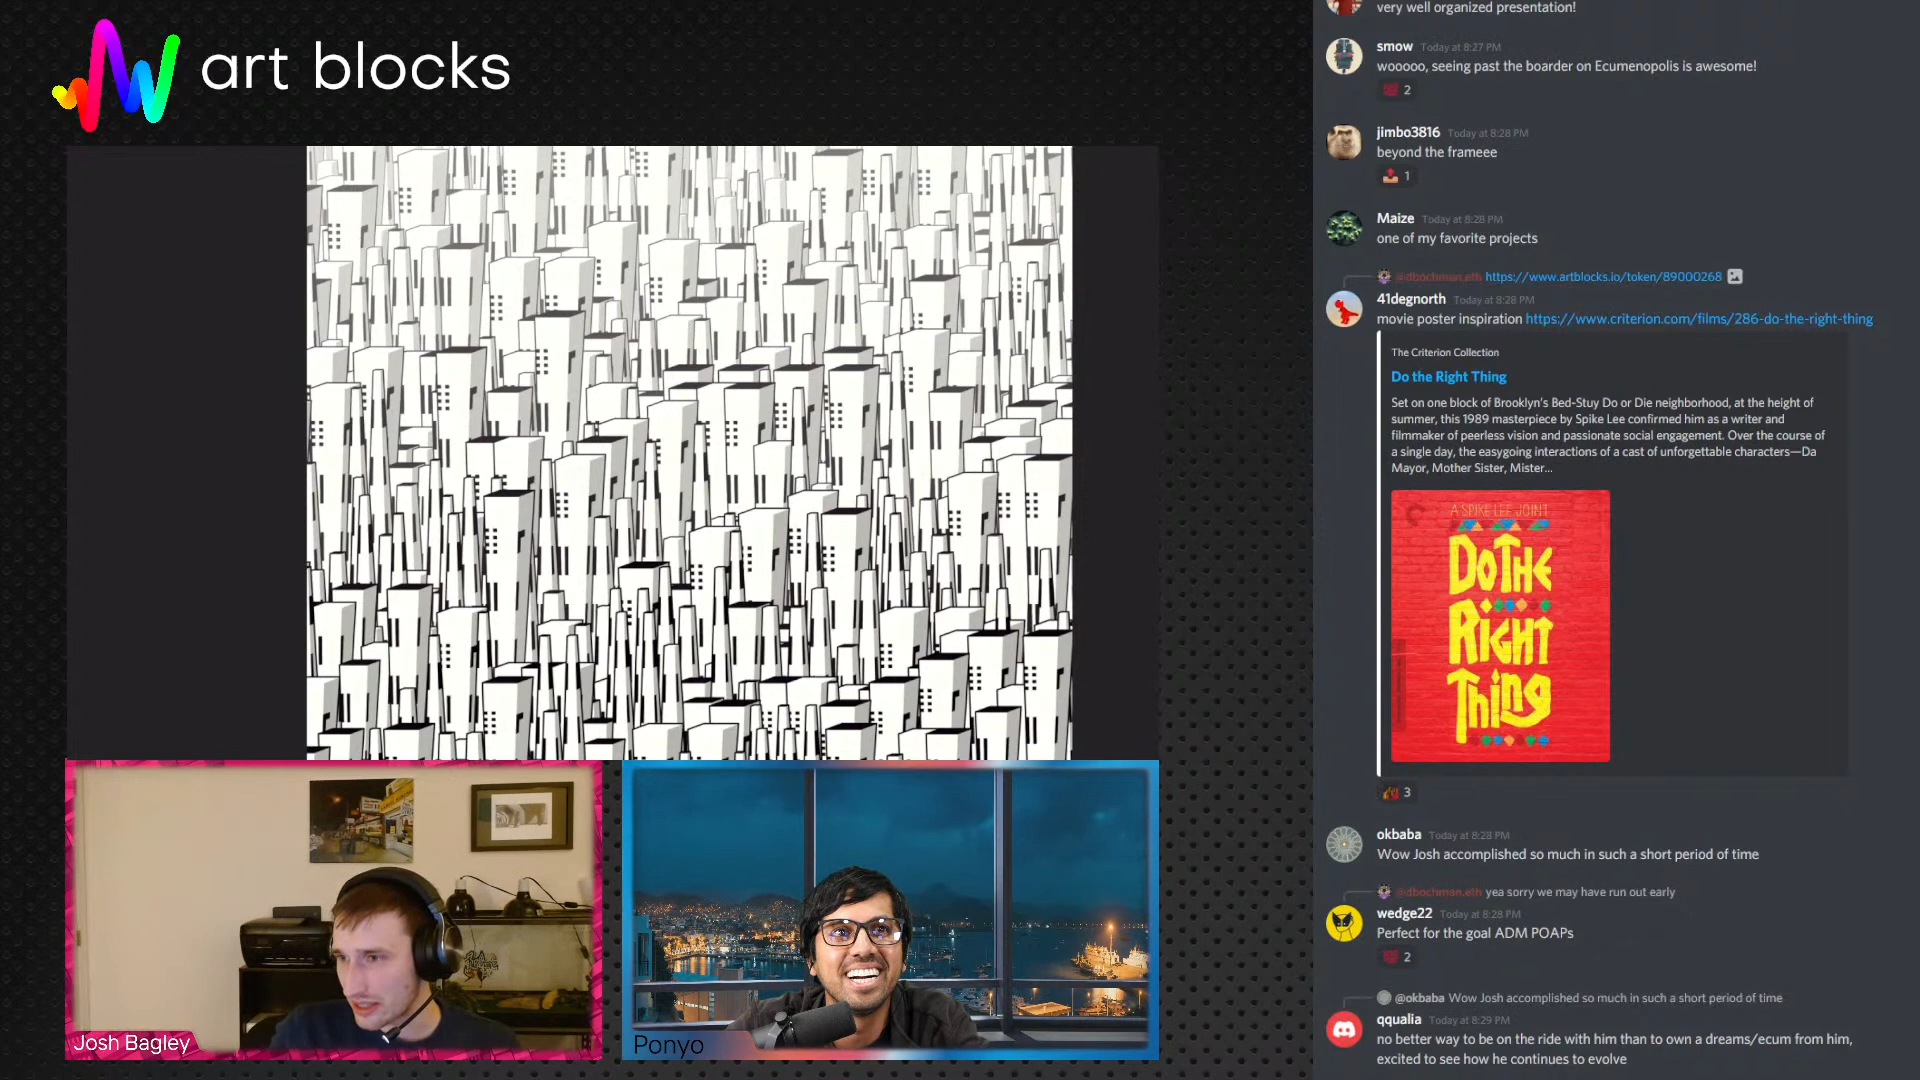 art blocks
Josh Bagley
Ponyo
very well organized presentation!
smow Today at 8:27 PM
wooooo, seeing past the boarder on Ecumenopolis is awesome!
2
jimbo3816 Today at 8:28 PM
beyond the frameee
1
Maize Today at 8:28 PM
one of my favorite projects
@dbochman.eth https://www.artblocks.io/token/89000268
41degnorth Today at 8:28 PM
movie poster inspiration https://www.criterion.com/films/286-do-the-right-thing
The Criterion Collection
Do the Right Thing
Set on one block of Brooklyn's Bed-Stuy Do or Die neighborhood, at the height of
summer, this 1989 masterpiece by Spike Lee confirmed him as a writer and
filmmaker of peerless vision and passionate social engagement. Over the course of
a single day, the easygoing interactions of a cast of unforgettable characters—Da
Mayor, Mother Sister, Mister...
A SPIKE LEE JOINT
DO THE
RIGHT
THiNg
3
okbaba Today at 8:28 PM
Wow Josh accomplished so much in such a short period of time
@dbochman.eth yea sorry we may have run out early
wedge22 Today at 8:28 PM
Perfect for the goal ADM POAPs
2
@okbaba Wow Josh accomplished so much in such a short period of time
qqualia Today at 8:29 PM
no better way to be on the ride with him than to own a dreams/ecum from him,
excited to see how he continues to evolve